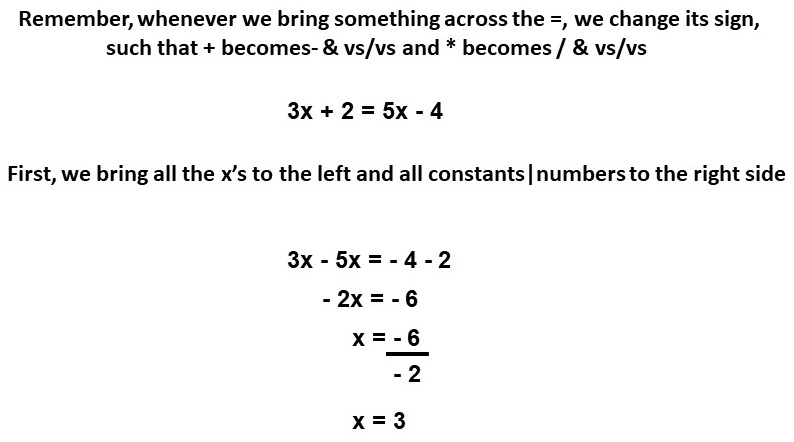 Remember, whenever we bring something across the =, we change its sign,
such that + becomes- & vs/vs and * becomes / & vs/vs
3x + 2 = 5x - 4
First, we bring all the x's to the left and all constants|numbers to the right side
3x - 5x = - 4 - 2
- 2x = - 6
x = - 6
- 2
x = 3